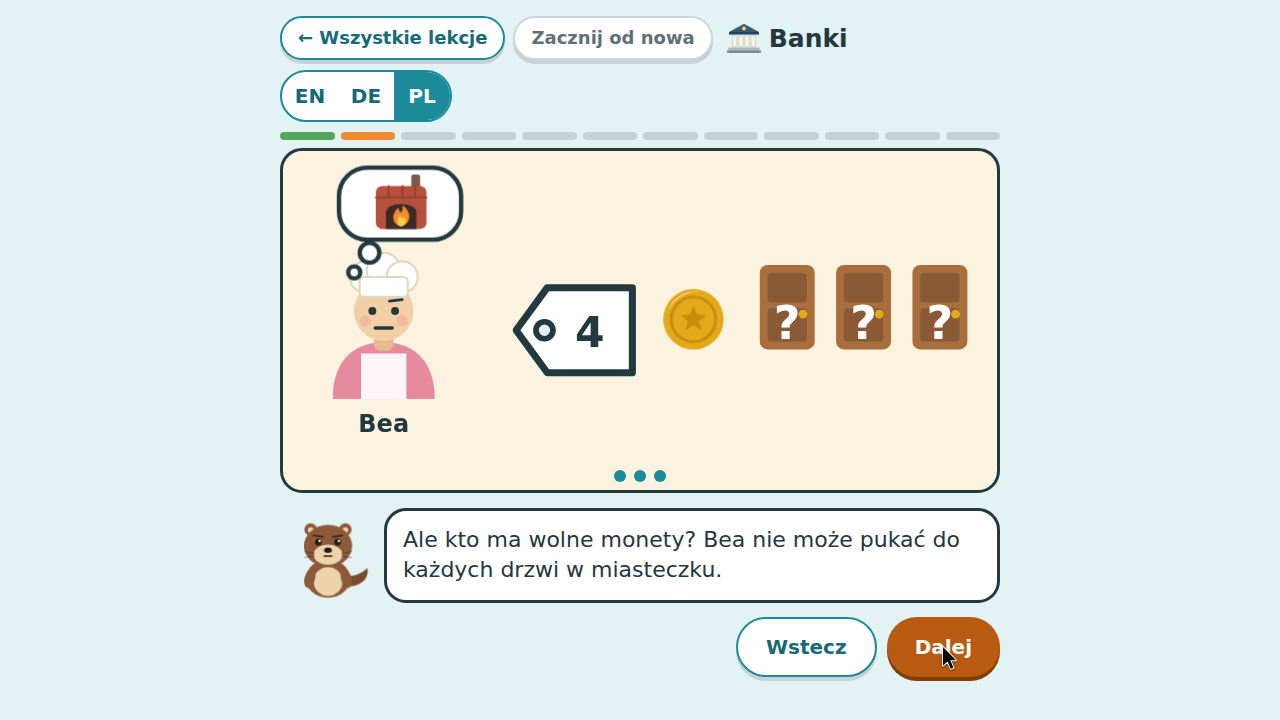 ← Wszystkie lekcje
Zacznij od nowa
Banki
EN DE PL
4
? ? ?
Bea
Ale kto ma wolne monety? Bea nie może pukać do
każdych drzwi w miasteczku.
Wstecz
Dalej